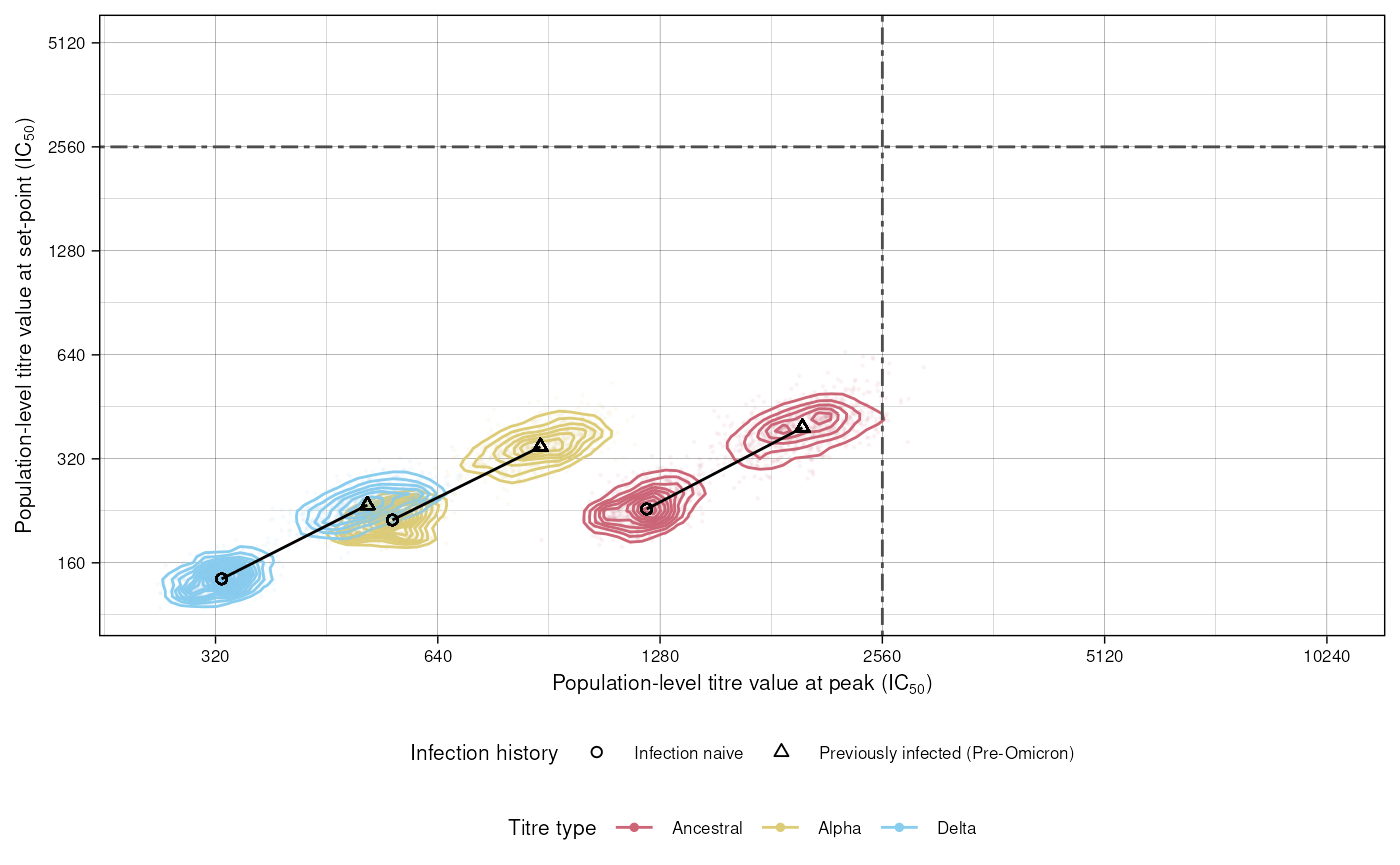 Population-level titre value at set-point (IC50)
5120
2560
1280
640
320
160
320 640 1280 2560 5120 10240
Population-level titre value at peak (IC50)
Infection history Infection naive Previously infected (Pre-Omicron)
Titre type Ancestral Alpha Delta